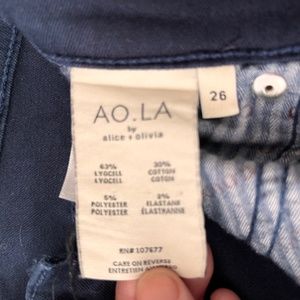 AO.LA
by
alice + olivia
26
63% 30%
LYOCELL COTTON
LYOCELL COTON
5% 2%
POLYESTER ELASTANE
POLYESTER ÉLASTHANNE
RN# 107677
CARE ON REVERSE
ENTRETIEN AU VERSO